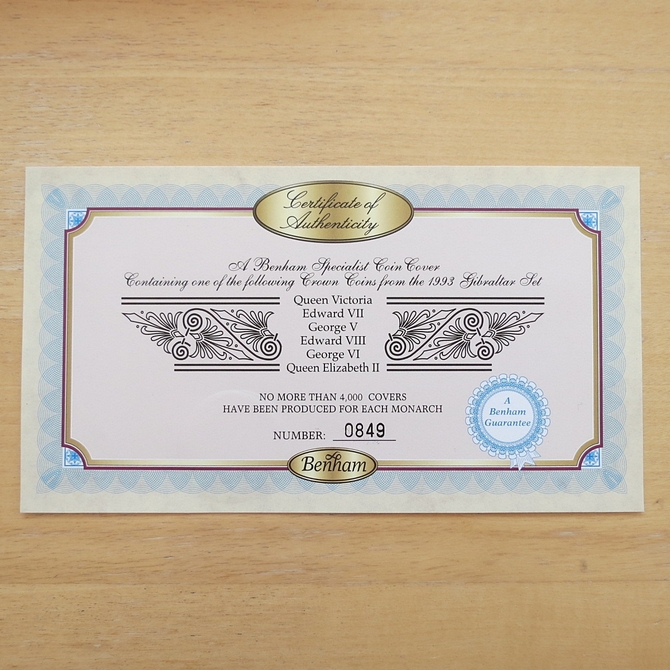 Certificate of
Authenticity
A Benham Specialist Coin Cover
Containing one of the following Crown Coins from the 1993 Gibraltar Set
Queen Victoria
Edward VII
George V
Edward VIII
George VI
Queen Elizabeth II
NO MORE THAN 4,000 COVERS
HAVE BEEN PRODUCED FOR EACH MONARCH
NUMBER: 0849
A
Benham
Guarantee
Benham